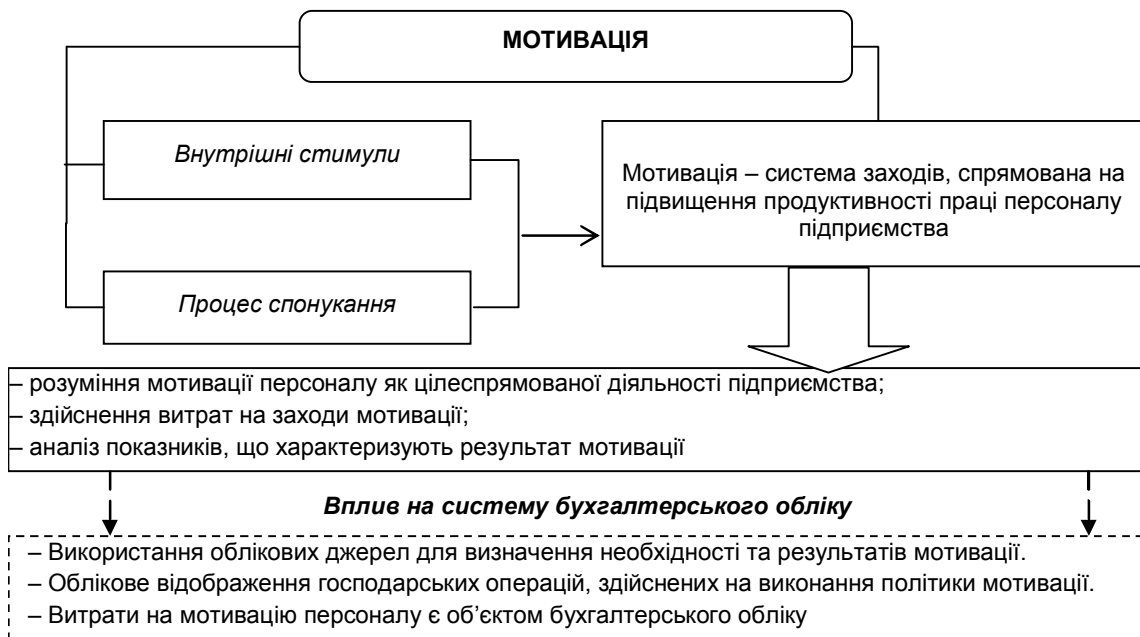 МОТИВАЦІЯ
Внутрішні стимули
Мотивація – система заходів, спрямована на
підвищення продуктивності праці персоналу
підприємства
Процес спонукання
– розуміння мотивації персоналу як цілеспрямованої діяльності підприємства;
– здійснення витрат на заходи мотивації;
– аналіз показників, що характеризують результат мотивації
Вплив на систему бухгалтерського обліку
– Використання облікових джерел для визначення необхідності та результатів мотивації.
– Облікове відображення господарських операцій, здійснених на виконання політики мотивації.
– Витрати на мотивацію персоналу є об’єктом бухгалтерського обліку